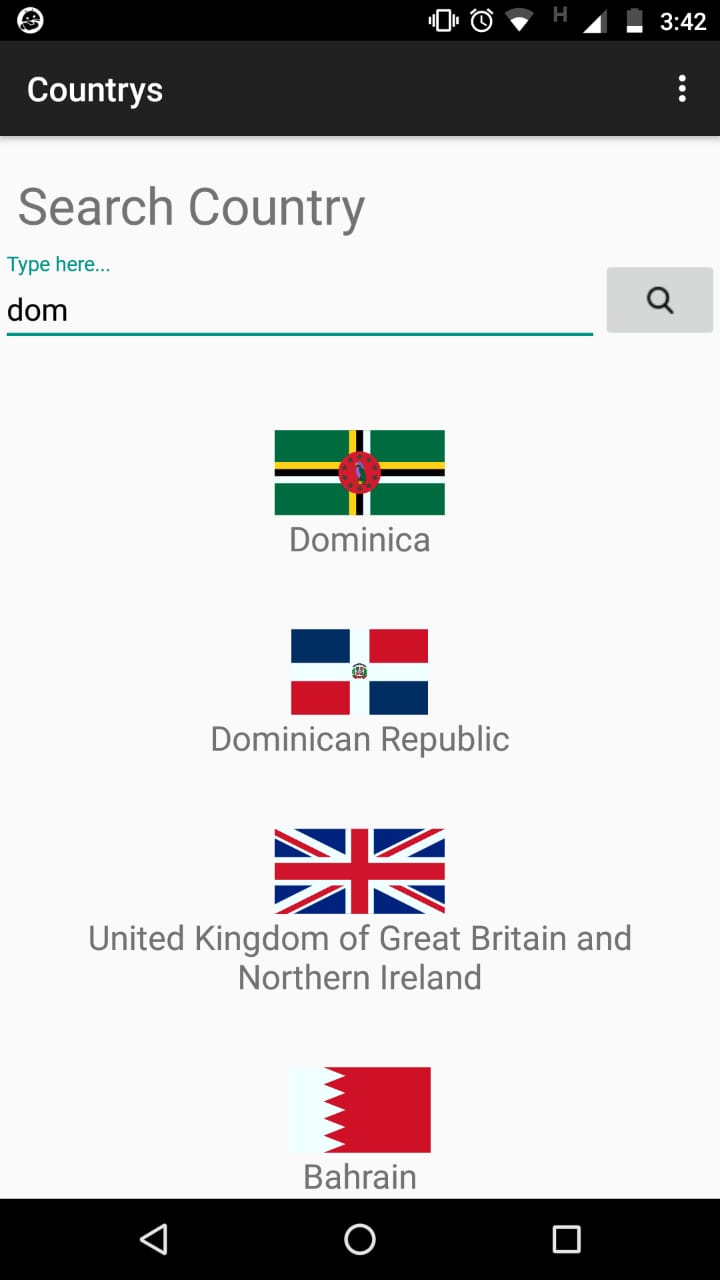 H 3:42
Countrys
Search Country
Type here...
dom
Dominica
Dominican Republic
United Kingdom of Great Britain and
Northern Ireland
Bahrain